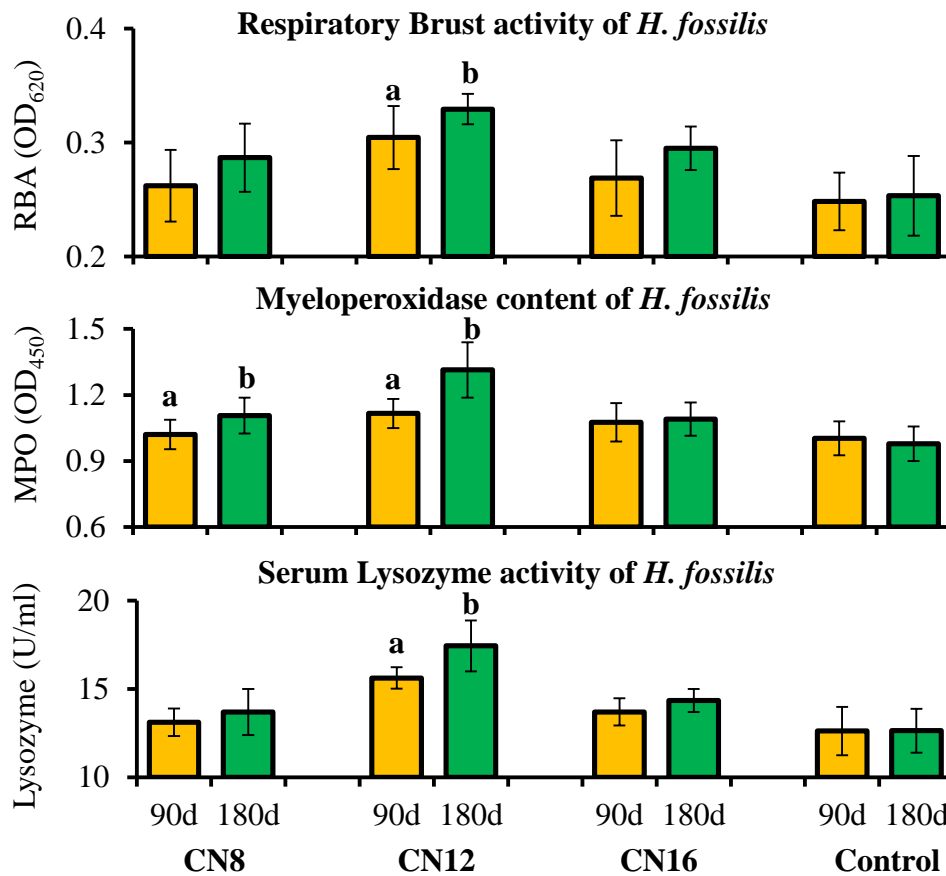 Respiratory Brust activity of H. fossilis
RBA (OD620)
0.4
0.3
0.2
a
b
Myeloperoxidase content of H. fossilis
MPO (OD450)
1.5
1.2
0.9
0.6
a
b
a
b
Serum Lysozyme activity of H. fossilis
Lysozyme (U/ml)
20
15
10
a
b
90d 180d 90d 180d 90d 180d 90d 180d
CN8 CN12 CN16 Control